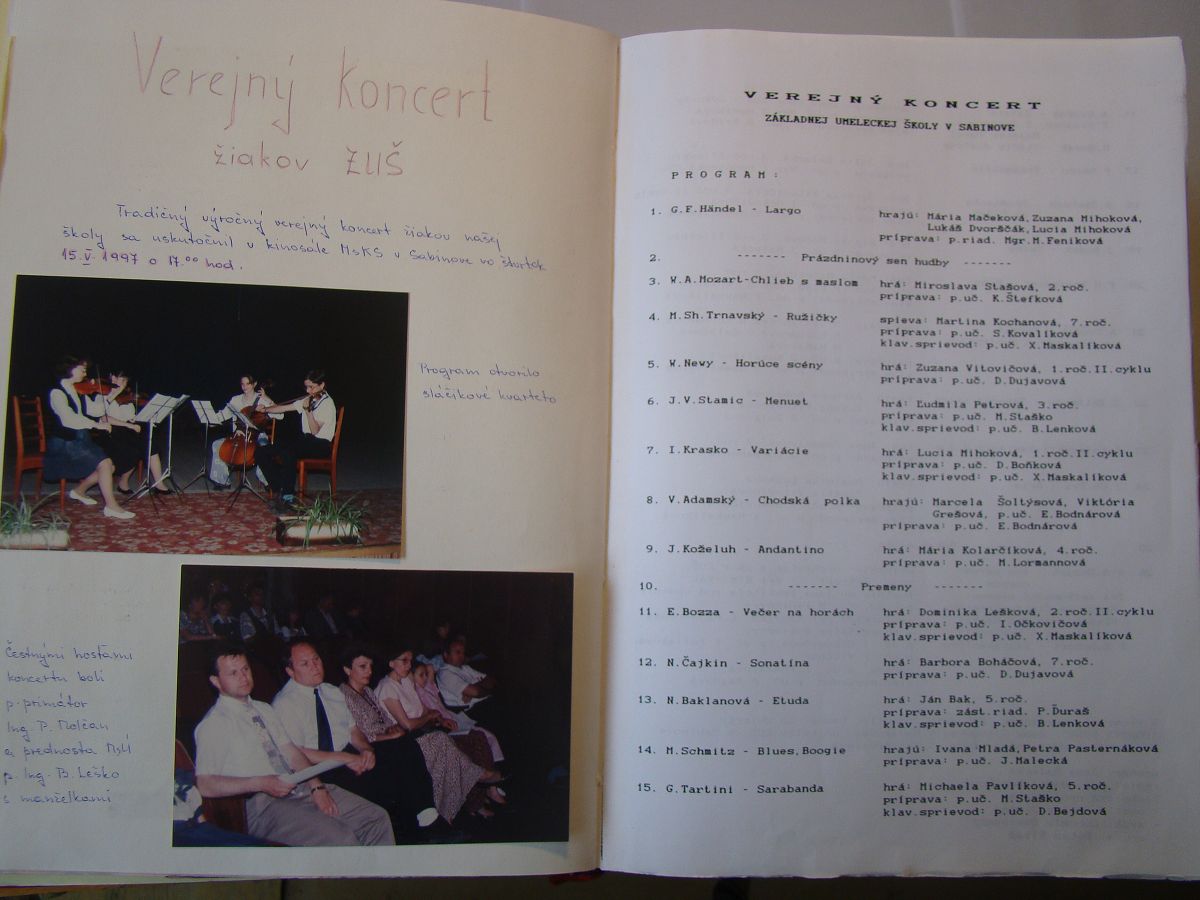 Verejný koncert
žiakov ZUŠ
Tradičný výročný verejný koncert žiakov našej
školy sa uskutočnil v kinosále MsKS v Sabinove vo štvrtok
15.V.1997 o 17.00 hod.
Program otvorilo
sláčikové kvarteto
Čestnými hosťami
koncertu boli
p. primátor
Ing. P. Molčan
a prednosta MsÚ
p. Ing. B. Leško
s manželkami
VEREJNÝ KONCERT
ZÁKLADNEJ UMELECKEJ ŠKOLY V SABINOVE
PROGRAM:
1. G.F.Händel - Largo hrajú: Mária Mačeková, Zuzana Mihoková,
Lukáš Dvorščák, Lucia Mihoková
príprava: p.riad. Mgr.M.Feniková
2. ------- Prázdninový sen hudby -------
3. W.A.Mozart-Chlieb s maslom hrá: Miroslava Stašová, 2.roč.
príprava: p.uč. K.Štefková
4. M.Sh.Trnavský - Ružičky spieva: Martina Kochanová, 7.roč.
príprava: p.uč. S.Kovalíková
klav.sprievod: p.uč. X.Maskalíková
5. W.Newy - Horúce scény hrá: Zuzana Vitovičová, 1.roč.II.cyklu
príprava: p.uč. D.Dujavová
6. J.V.Stamic - Menuet hrá: Ľudmila Petrová, 3.roč.
príprava: p.uč. M.Staško
klav.sprievod: p.uč. B.Lenková
7. I.Krasko - Variácie hrá: Lucia Mihoková, 1.roč.II.cyklu
príprava: p.uč. D.Boňková
klav.sprievod: p.uč. X.Maskalíková
8. V.Adamský - Chodská polka hrajú: Marcela Šoltýsová, Viktória
Grešová, p.uč. E.Bodnárová
príprava: p.uč. E.Bodnárová
9. J.Koželuh - Andantino hrá: Mária Kolarčíková, 4.roč.
príprava: p.uč. M.Lormannová
10. ------- Premeny -------
11. E.Bozza - Večer na horách hrá: Dominika Lešková, 2.roč.II.cyklu
príprava: p.uč. I.Očkovičová
klav.sprievod: p.uč. X.Maskalíková
12. N.Čajkin - Sonatína hrá: Barbora Boháčová, 7.roč.
príprava: p.uč. D.Dujavová
13. N.Baklanová - Etuda hrá: Ján Bak, 5.roč.
príprava: zást.riad. P.Ďuraš
klav.sprievod: p.uč. B.Lenková
14. M.Schmitz - Blues,Boogie hrajú: Ivana Mladá,Petra Pasternáková
príprava: p.uč. J.Malecká
15. G.Tartini - Sarabanda hrá: Michaela Pavlíková, 5.roč.
príprava: p.uč. M.Staško
klav.sprievod: p.uč. D.Bejdová